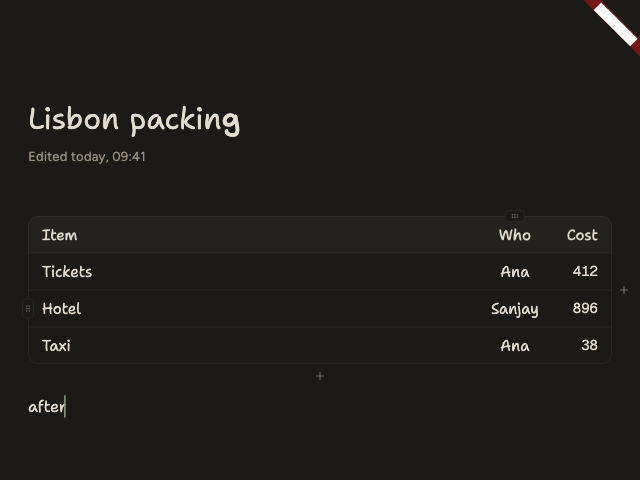 Lisbon packing
Edited today, 09:41
Item Who Cost
Tickets Ana 412
Hotel Sanjay 896
Taxi Ana 38
after